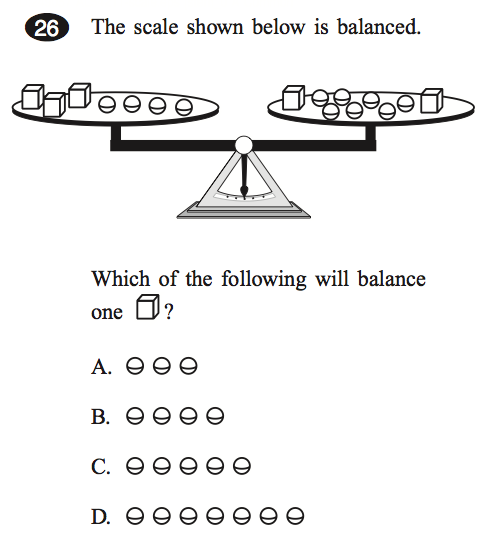 26 The scale shown below is balanced.
Which of the following will balance
one ?
A.
B.
C.
D.